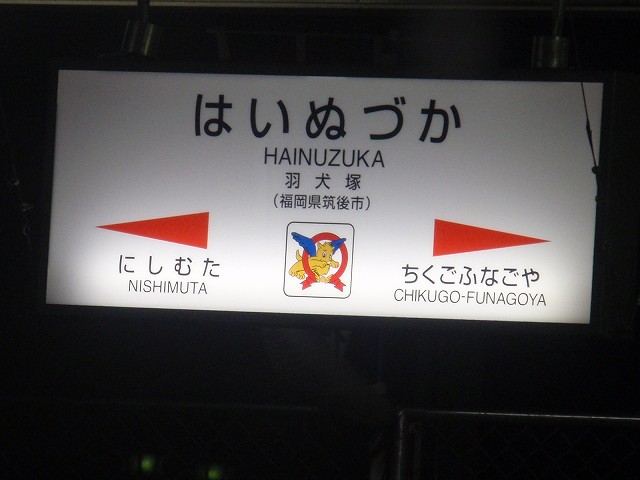 はいぬづか
HAINUZUKA
羽犬塚
(福岡県筑後市)
にしむた
NISHIMUTA
ちくごふなごや
CHIKUGO-FUNAGOYA